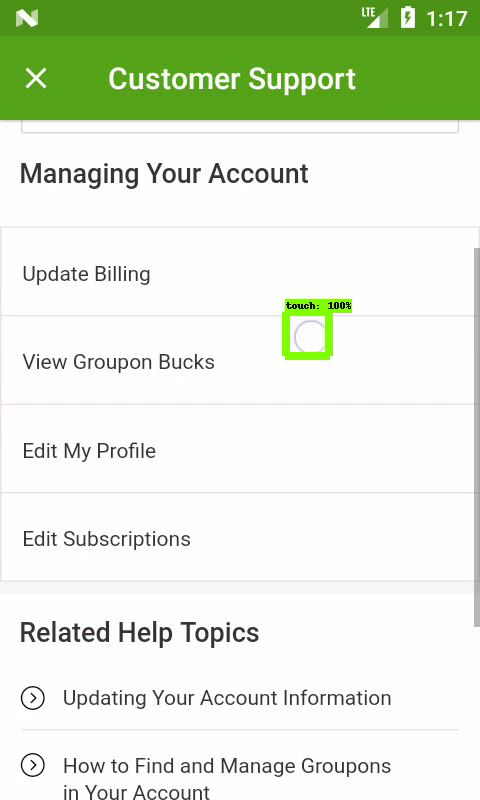 LTE 1:17
Customer Support
Managing Your Account
Update Billing
touch: 100%
View Groupon Bucks
Edit My Profile
Edit Subscriptions
Related Help Topics
Updating Your Account Information
How to Find and Manage Groupons
in Your Account